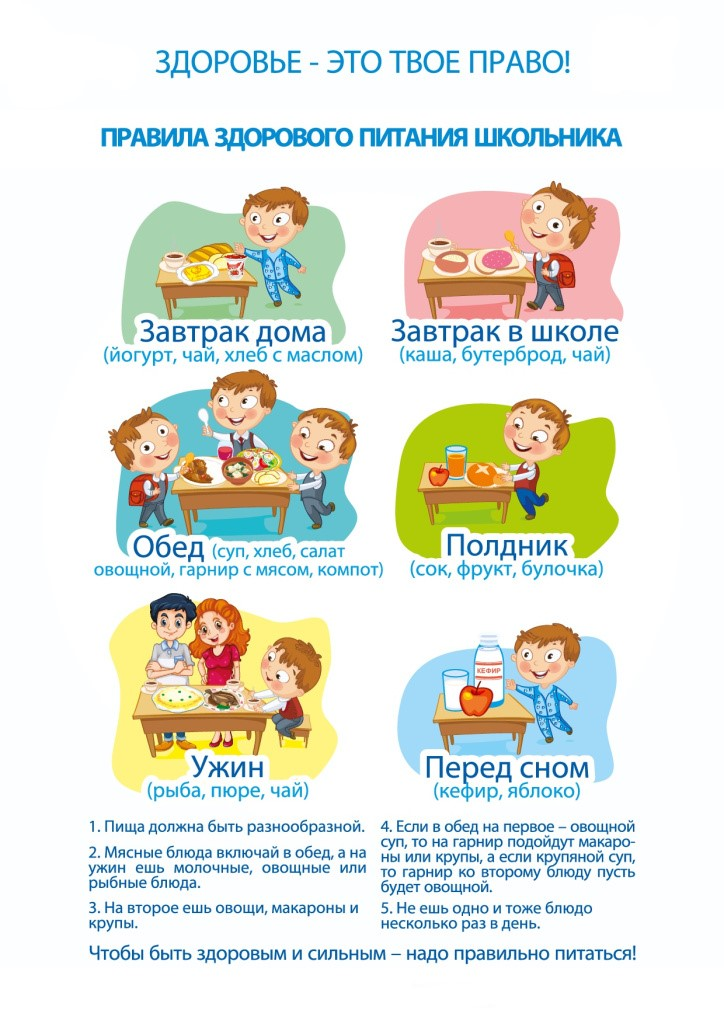 ЗДОРОВЬЕ - ЭТО ТВОЕ ПРАВО!
ПРАВИЛА ЗДОРОВОГО ПИТАНИЯ ШКОЛЬНИКА
Завтрак дома
(йогурт, чай, хлеб с маслом)
Завтрак в школе
(каша, бутерброд, чай)
Обед (суп, хлеб, салат
овощной, гарнир с мясом, компот)
Полдник
(сок, фрукт, булочка)
Ужин
(рыба, пюре, чай)
КЕФИР
Перед сном
(кефир, яблоко)
1. Пища должна быть разнообразной.
2. Мясные блюда включай в обед, а на
ужин ешь молочные, овощные или
рыбные блюда.
3. На второе ешь овощи, макароны и
крупы.
4. Если в обед на первое – овощной
суп, то на гарнир подойдут макаро-
ны или крупы, а если крупяной суп,
то гарнир ко второму блюду пусть
будет овощной.
5. Не ешь одно и тоже блюдо
несколько раз в день.
Чтобы быть здоровым и сильным – надо правильно питаться!